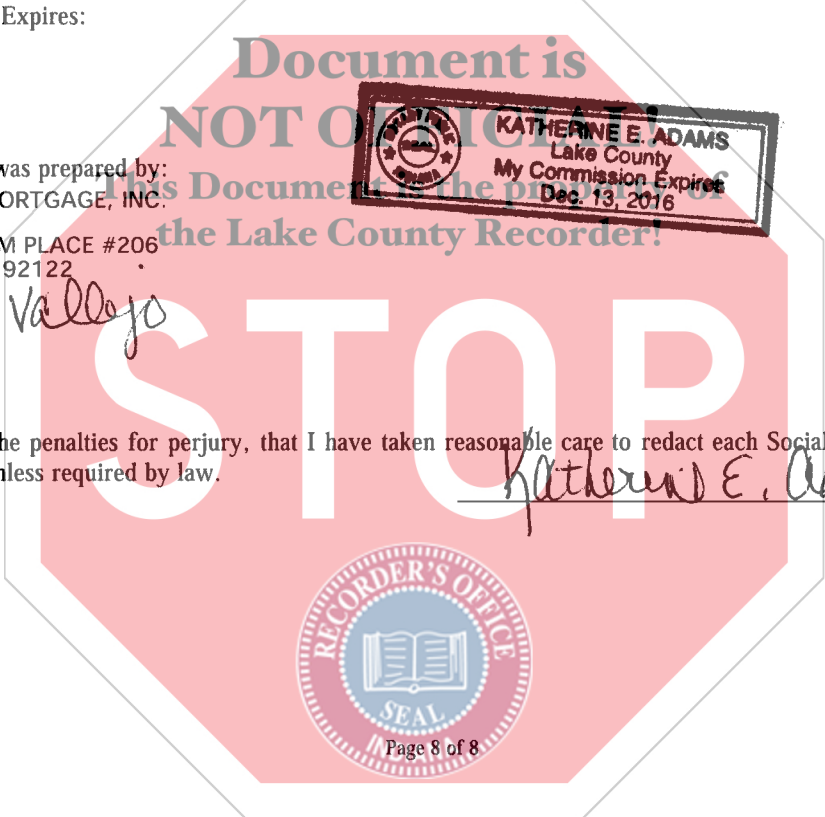 Expires:
Document is
NOT OFFICIAL!
KATHERINE E. ADAMS
Lake County
My Commission Expires
Dec. 13, 2016
was prepared by:
This Document is the property of
ORTGAGE, INC.
the Lake County Recorder!
M PLACE #206
92122
Vallejo
STOP
he penalties for perjury, that I have taken reasonable care to redact each Social
nless required by law.
Katherine E. Ad
RECORDER'S OFFICE
SEAL
INDIANA
Page 8 of 8